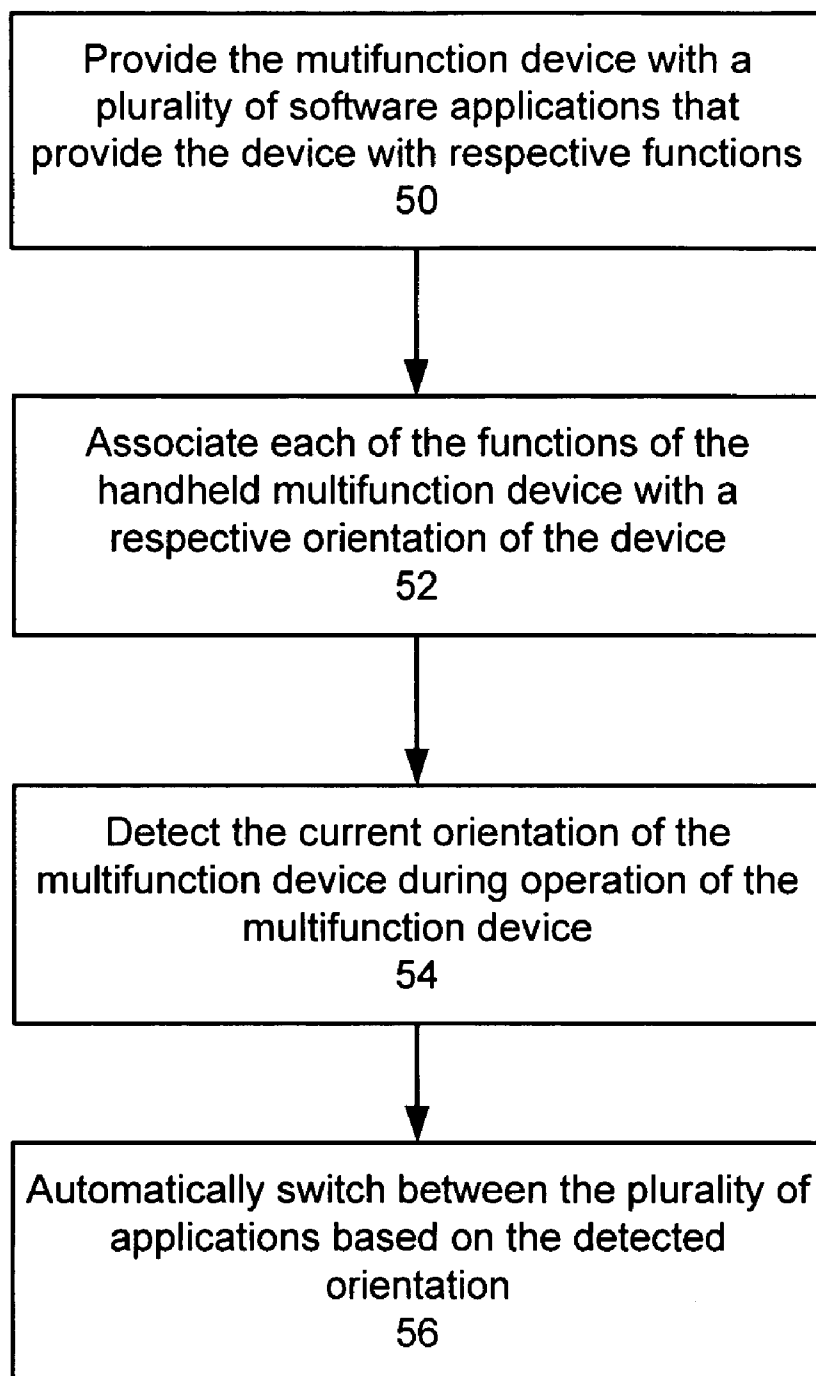 Provide the mutifunction device with a
plurality of software applications that
provide the device with respective functions
50
Associate each of the functions of the
handheld multifunction device with a
respective orientation of the device
52
Detect the current orientation of the
multifunction device during operation of the
multifunction device
54
Automatically switch between the plurality of
applications based on the detected
orientation
56